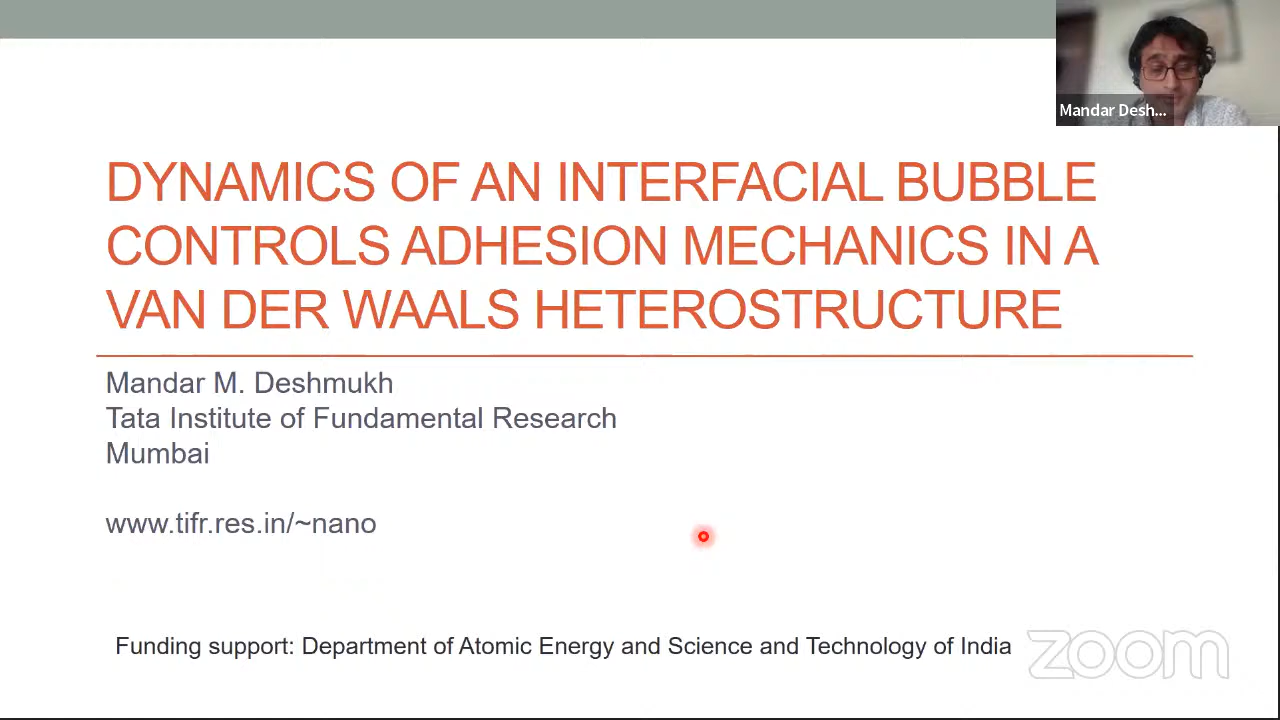 Mandar Desh...
DYNAMICS OF AN INTERFACIAL BUBBLE
CONTROLS ADHESION MECHANICS IN A
VAN DER WAALS HETEROSTRUCTURE
Mandar M. Deshmukh
Tata Institute of Fundamental Research
Mumbai
www.tifr.res.in/~nano
Funding support: Department of Atomic Energy and Science and Technology of India
zoom